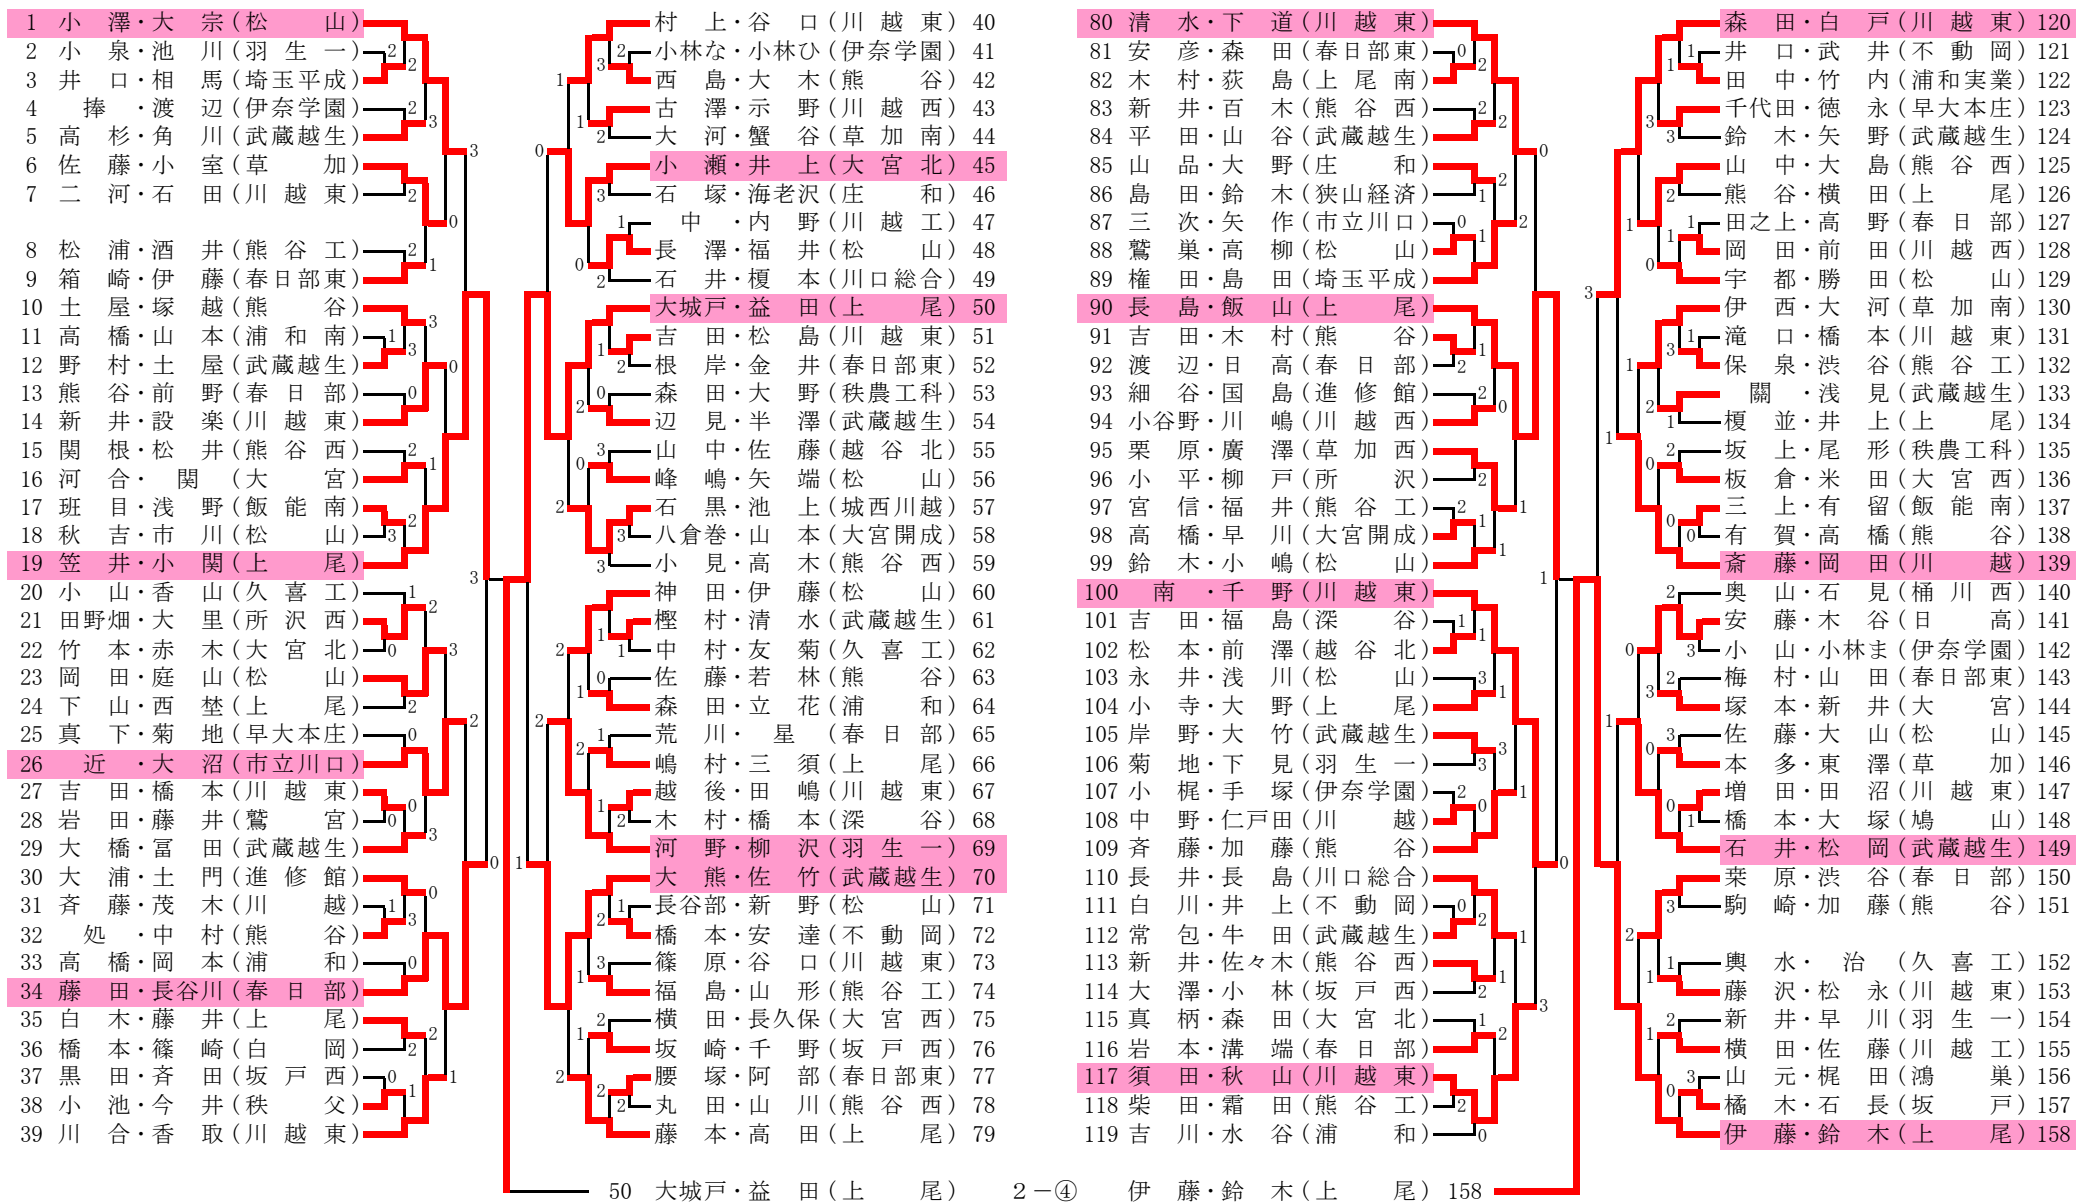 1 小澤・大宗(松山)
2 小泉・池川(羽生一)
3 井口・相馬(埼玉平成)
4 捧・渡辺(伊奈学園)
5 高杉・角川(武蔵越生)
6 佐藤・小室(草加)
7 二河・石田(川越東)
8 松浦・酒井(熊谷工)
9 箱崎・伊藤(春日部東)
10 土屋・塚越(熊谷)
11 高橋・山本(浦和南)
12 野村・土屋(武蔵越生)
13 熊谷・前野(春日部)
14 新井・設楽(川越東)
15 関根・松井(熊谷西)
16 河合・関(大宮)
17 班目・浅野(飯能南)
18 秋吉・市川(松山)
19 笠井・小関(上尾)
20 小山・香山(久喜工)
21 田野畑・大里(所沢西)
22 竹本・赤木(大宮北)
23 岡田・庭山(松山)
24 下山・西埜(上尾)
25 真下・菊地(早大本庄)
26 近・大沼(市立川口)
27 吉田・橋本(川越東)
28 岩田・藤井(鷲宮)
29 大橋・冨田(武蔵越生)
30 大浦・土門(進修館)
31 斉藤・茂木(川越)
32 処・中村(熊谷)
33 高橋・岡本(浦和)
34 藤田・長谷川(春日部)
35 白木・藤井(上尾)
36 橋本・篠崎(白岡)
37 黒田・斉田(坂戸西)
38 小池・今井(秩父)
39 川合・香取(川越東)
村上・谷口(川越東) 40
小林な・小林ひ(伊奈学園) 41
西島・大木(熊谷) 42
古澤・示野(川越西) 43
大河・蟹谷(草加南) 44
小瀬・井上(大宮北) 45
石塚・海老沢(庄和) 46
中・内野(川越工) 47
長澤・福井(松山) 48
石井・榎本(川口総合) 49
大城戸・益田(上尾) 50
吉田・松島(川越東) 51
根岸・金井(春日部東) 52
森田・大野(秩農工科) 53
辺見・半澤(武蔵越生) 54
山中・佐藤(越谷北) 55
峰嶋・矢端(松山) 56
石黒・池上(城西川越) 57
八倉巻・山本(大宮開成) 58
小見・高木(熊谷西) 59
神田・伊藤(松山) 60
樫村・清水(武蔵越生) 61
中村・友菊(久喜工) 62
佐藤・若林(熊谷) 63
森田・立花(浦和) 64
荒川・星(春日部) 65
嶋村・三須(上尾) 66
越後・田嶋(川越東) 67
木村・橋本(深谷) 68
河野・柳沢(羽生一) 69
大熊・佐竹(武蔵越生) 70
長谷部・新野(松山) 71
橋本・安達(不動岡) 72
篠原・谷口(川越東) 73
福島・山形(熊谷工) 74
横田・長久保(大宮西) 75
坂崎・千野(坂戸西) 76
腰塚・阿部(春日部東) 77
丸田・山川(熊谷西) 78
藤本・高田(上尾) 79
80 清水・下道(川越東)
81 安彦・森田(春日部東)
82 木村・荻島(上尾南)
83 新井・百木(熊谷西)
84 平田・山谷(武蔵越生)
85 山品・大野(庄和)
86 島田・鈴木(狭山経済)
87 三次・矢作(市立川口)
88 鷲巣・高柳(松山)
89 権田・島田(埼玉平成)
90 長島・飯山(上尾)
91 吉田・木村(熊谷)
92 渡辺・日高(春日部)
93 細谷・国島(進修館)
94 小谷野・川嶋(川越西)
95 栗原・廣澤(草加西)
96 小平・柳戸(所沢)
97 宮信・福井(熊谷工)
98 高橋・早川(大宮開成)
99 鈴木・小嶋(松山)
100 南・千野(川越東)
101 吉田・福島(深谷)
102 松本・前澤(越谷北)
103 永井・浅川(松山)
104 小寺・大野(上尾)
105 岸野・大竹(武蔵越生)
106 菊地・下見(羽生一)
107 小梶・手塚(伊奈学園)
108 中野・仁戸田(川越)
109 斉藤・加藤(熊谷)
110 長井・長島(川口総合)
111 白川・井上(不動岡)
112 常包・牛田(武蔵越生)
113 新井・佐々木(熊谷西)
114 大澤・小林(坂戸西)
115 真柄・森田(大宮北)
116 岩本・溝端(春日部)
117 須田・秋山(川越東)
118 柴田・霜田(熊谷工)
119 吉川・水谷(浦和)
森田・白戸(川越東) 120
井口・武井(不動岡) 121
田中・竹内(浦和実業) 122
千代田・徳永(早大本庄) 123
鈴木・矢野(武蔵越生) 124
山中・大島(熊谷西) 125
熊谷・横田(上尾) 126
田之上・高野(春日部) 127
岡田・前田(川越西) 128
宇都・勝田(松山) 129
伊西・大河(草加南) 130
滝口・橋本(川越東) 131
保泉・渋谷(熊谷工) 132
關・浅見(武蔵越生) 133
榎並・井上(上尾) 134
坂上・尾形(秩農工科) 135
板倉・米田(大宮西) 136
三上・有留(飯能南) 137
有賀・高橋(熊谷) 138
斎藤・岡田(川越) 139
奥山・石見(桶川西) 140
安藤・木谷(日高) 141
小山・小林ま(伊奈学園) 142
梅村・山田(春日部東) 143
塚本・新井(大宮) 144
佐藤・大山(松山) 145
本多・東澤(草加) 146
増田・田沼(川越東) 147
橋本・大塚(鳩山) 148
石井・松岡(武蔵越生) 149
栞原・渋谷(春日部) 150
駒崎・加藤(熊谷) 151
輿水・治(久喜工) 152
藤沢・松永(川越東) 153
新井・早川(羽生一) 154
横田・佐藤(川越工) 155
山元・梶田(鴻巣) 156
橘木・石長(坂戸) 157
伊藤・鈴木(上尾) 158
50 大城戸・益田(上尾) 2-④ 伊藤・鈴木(上尾) 158